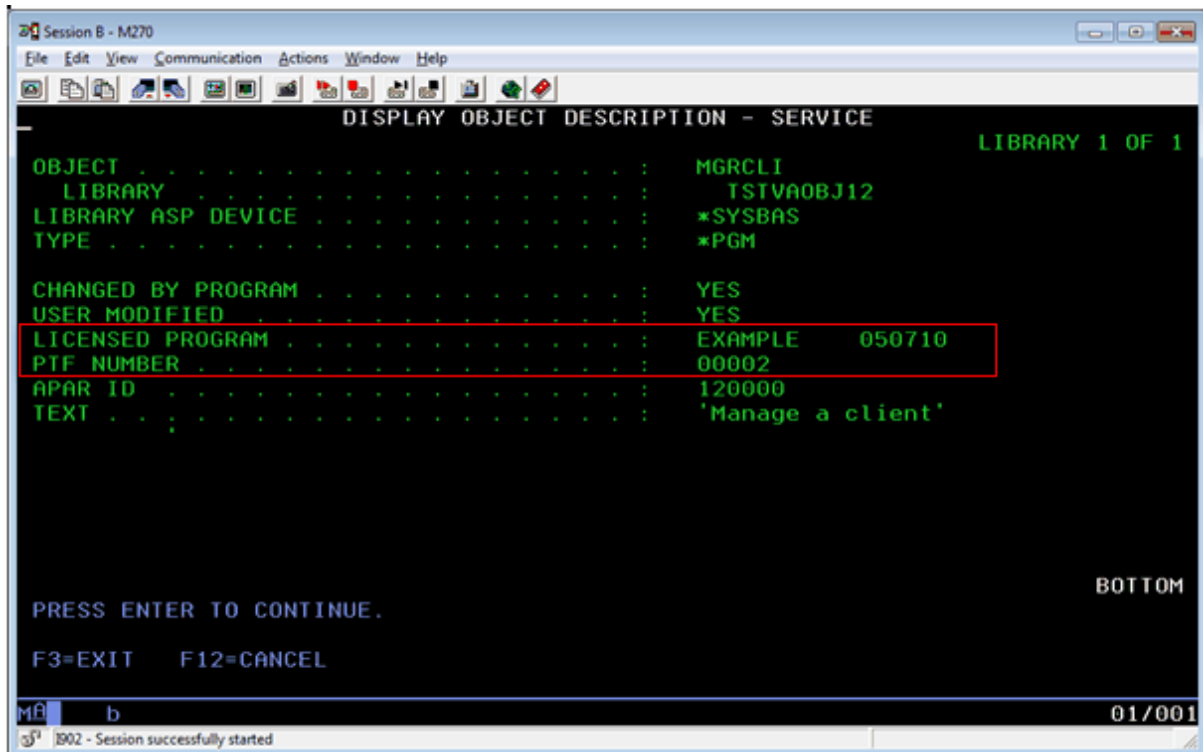 Session B - M270
File Edit View Communication Actions Window Help
DISPLAY OBJECT DESCRIPTION - SERVICE
LIBRARY 1 OF 1
OBJECT . . . . . . . . . . . . . . . . : MGRCLI
LIBRARY . . . . . . . . . . . . . . : TSTVAOBJ12
LIBRARY ASP DEVICE . . . . . . . . . . : *SYSBAS
TYPE . . . . . . . . . . . . . . . . . : *PGM
CHANGED BY PROGRAM . . . . . . . . . . : YES
USER MODIFIED . . . . . . . . . . . . : YES
LICENSED PROGRAM . . . . . . . . . . . : EXAMPLE 050710
PTF NUMBER . . . . . . . . . . . . . . : 00002
APAR ID . . . . . . . . . . . . . . . : 120000
TEXT . . . . . . . . . . . . . . . . . : 'Manage a client'
BOTTOM
PRESS ENTER TO CONTINUE.
F3=EXIT F12=CANCEL
MA b 01/001
I902 - Session successfully started